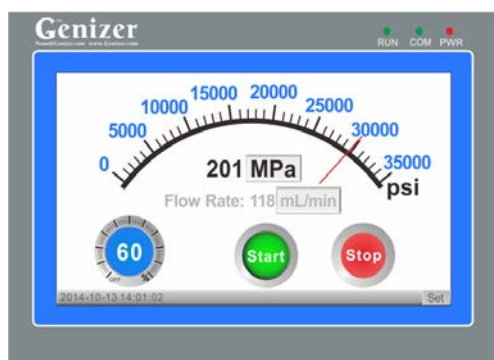 Genizer
RUN COM PWR
0 5000 10000 15000 20000 25000 30000 35000
psi
201 MPa
Flow Rate: 118 mL/min
60
OFF
Start
Stop
2014-10-13 14:01:02
Set